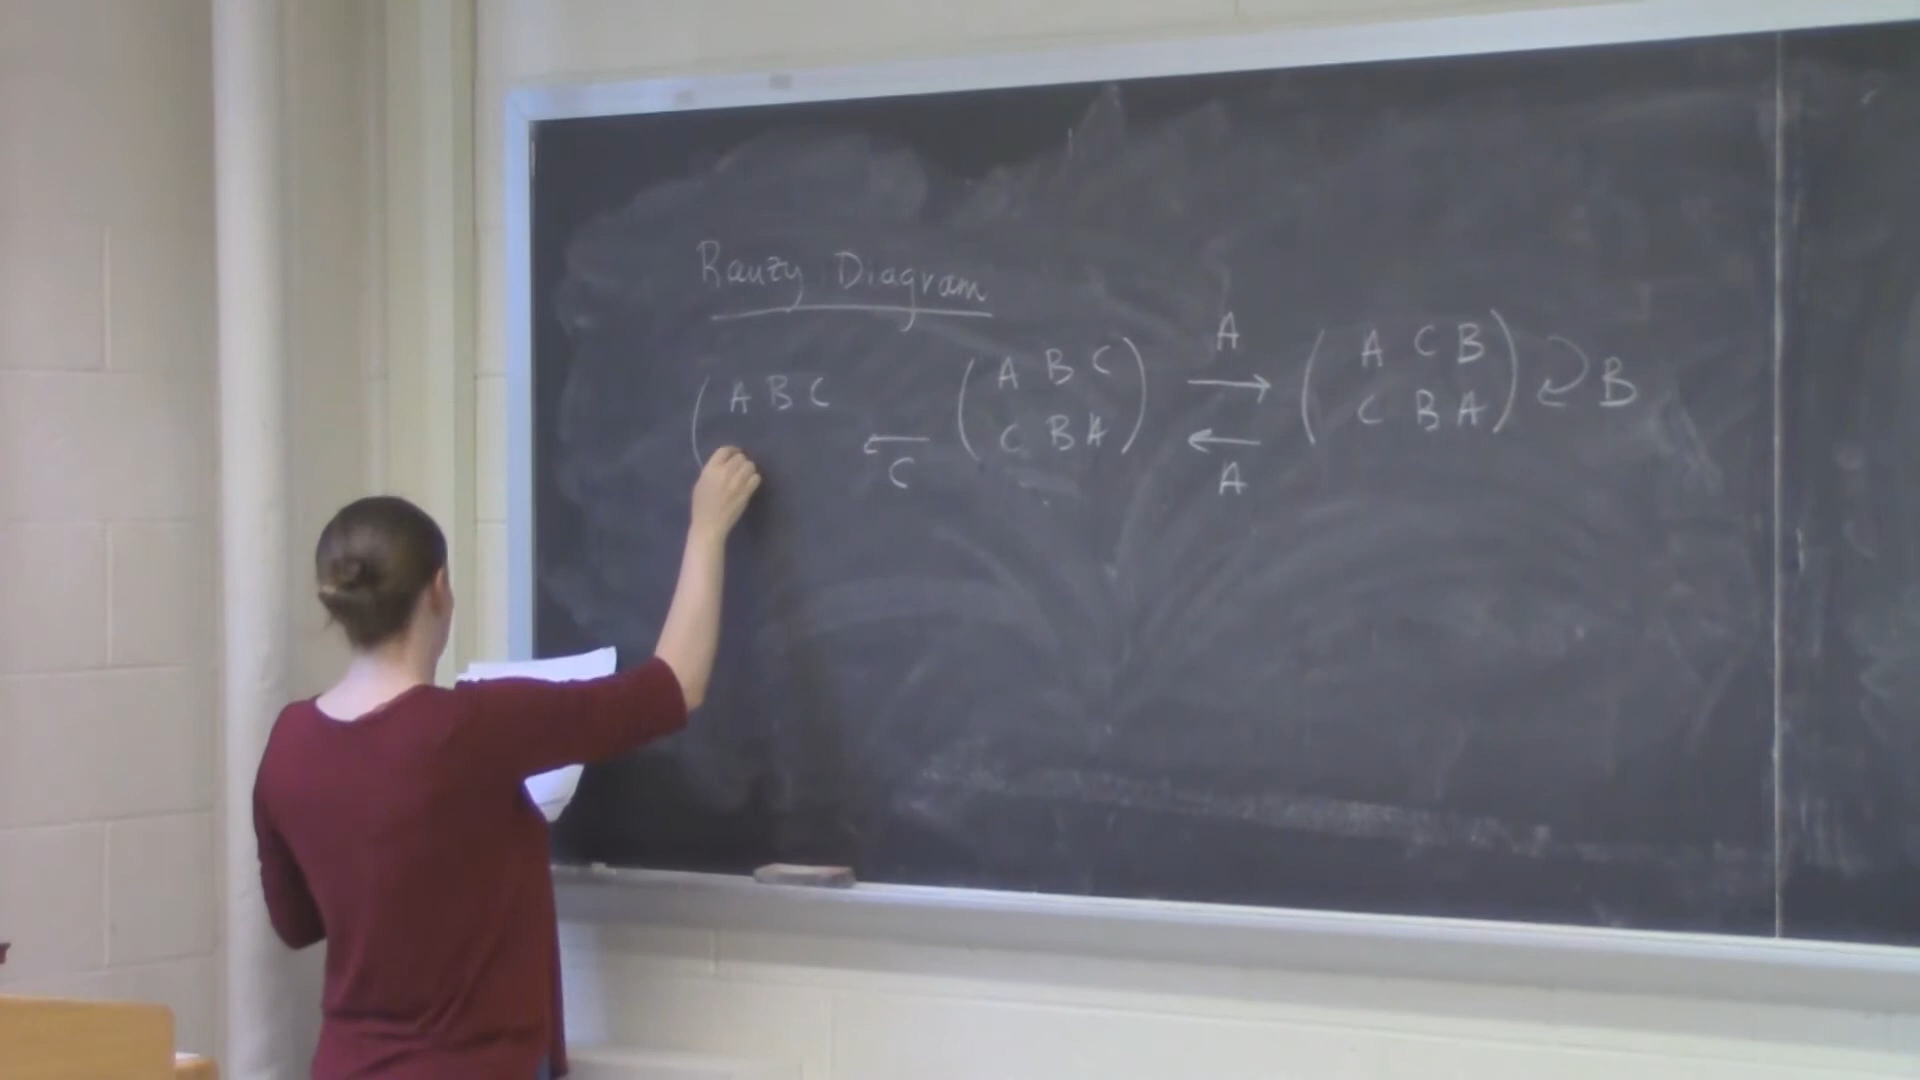 Rauzy Diagram
( A B C ← C ( A B C / C B A ) → A ← A ( A C B / C B A ) ↩ B